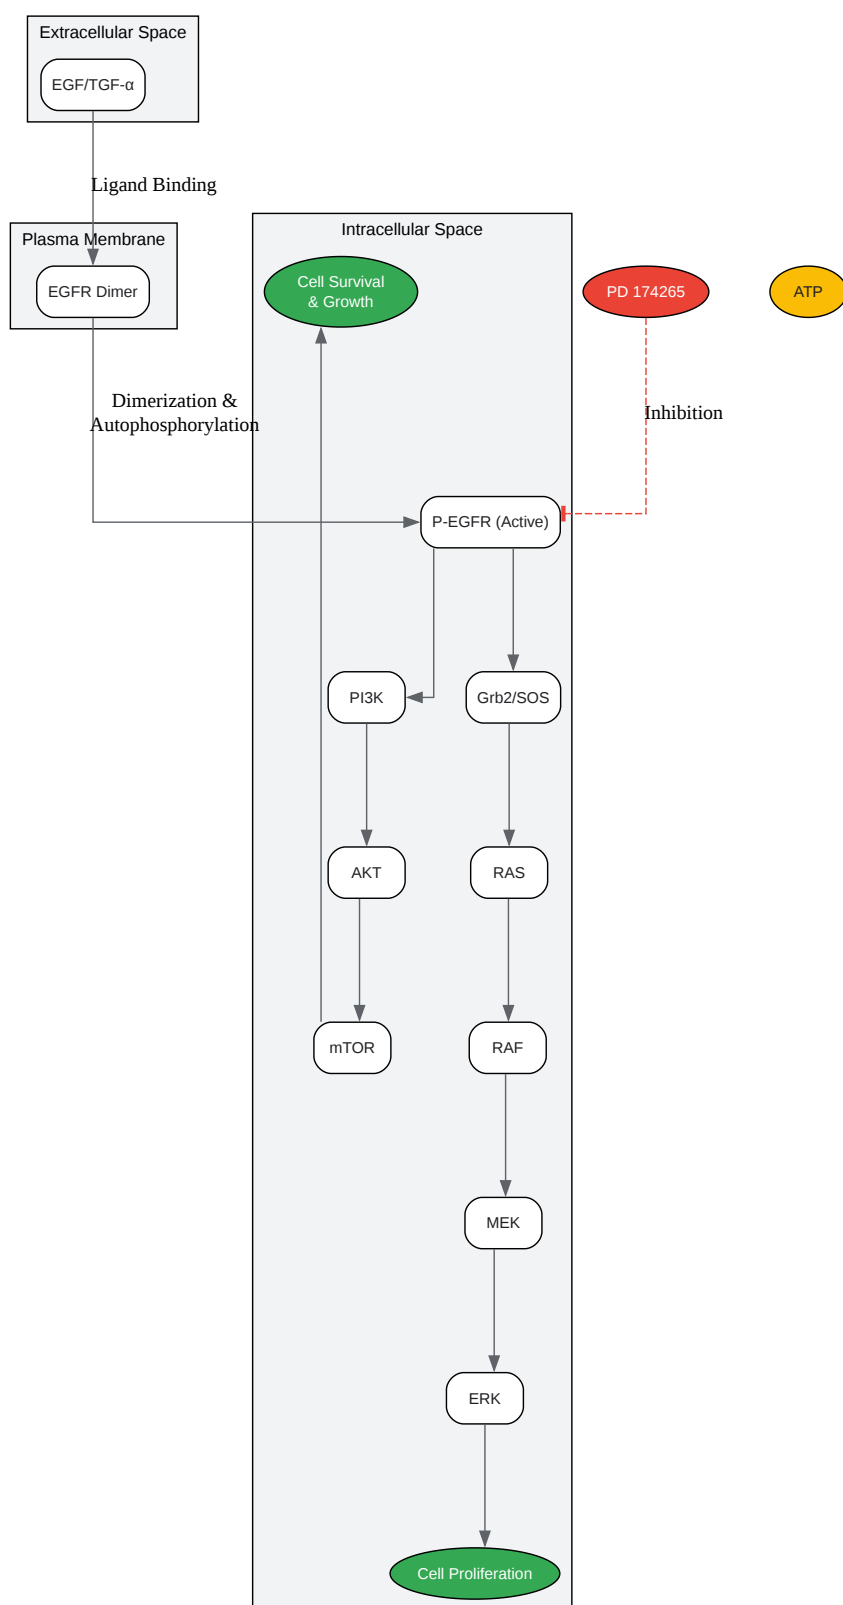 Extracellular Space
EGF/TGF-α
Ligand Binding
Plasma Membrane
EGFR Dimer
Dimerization &
Autophosphorylation
Intracellular Space
Cell Survival
& Growth
PD 174265
ATP
Inhibition
P-EGFR (Active)
PI3K
Grb2/SOS
AKT
RAS
mTOR
RAF
MEK
ERK
Cell Proliferation